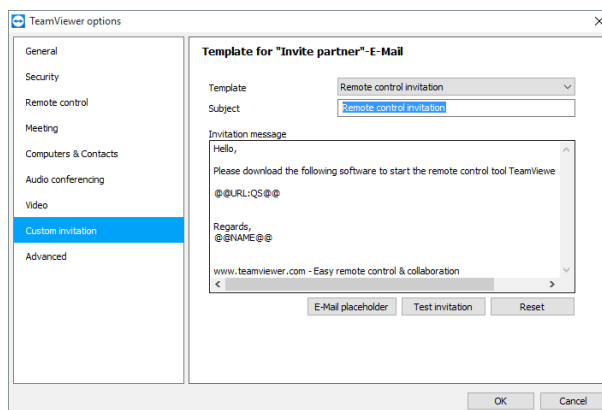 TeamViewer options
General
Security
Remote control
Meeting
Computers & Contacts
Audio conferencing
Video
Custom invitation
Advanced
Template for "Invite partner"-E-Mail
Template Remote control invitation
Subject Remote control invitation
Invitation message
Hello,
Please download the following software to start the remote control tool TeamViewe
@@URL:QS@@
Regards,
@@NAME@@
www.teamviewer.com - Easy remote control & collaboration
E-Mail placeholder Test invitation Reset
OK Cancel